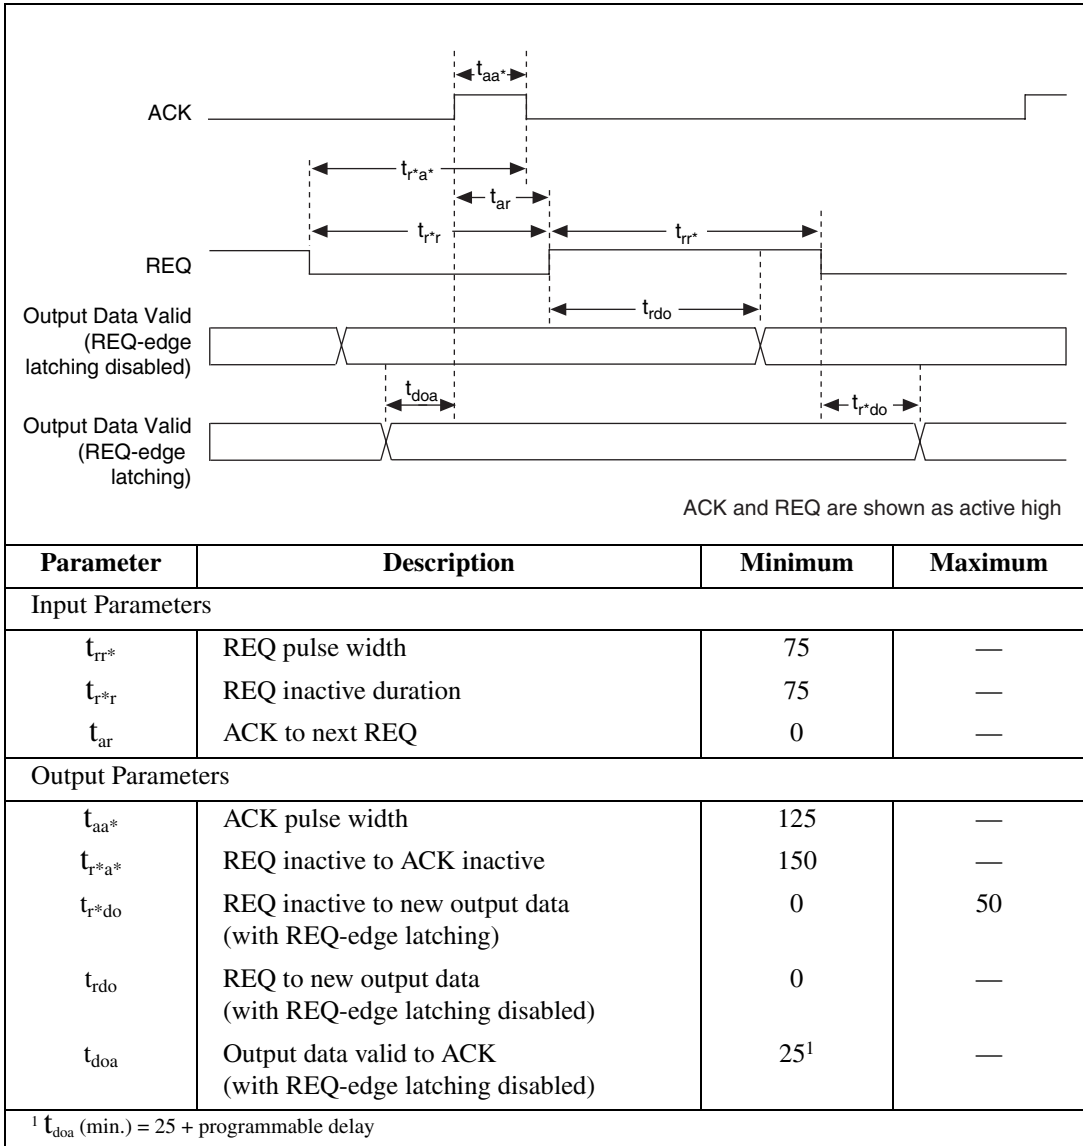 t_aa*
ACK
t_r*a*
t_ar
t_r*r
t_rr*
REQ
t_rdo
Output Data Valid
(REQ-edge
latching disabled)
t_doa
t_r*do
Output Data Valid
(REQ-edge
latching)
ACK and REQ are shown as active high
Parameter Description Minimum Maximum
Input Parameters
t_rr* REQ pulse width 75 —
t_r*r REQ inactive duration 75 —
t_ar ACK to next REQ 0 —
Output Parameters
t_aa* ACK pulse width 125 —
t_r*a* REQ inactive to ACK inactive 150 —
t_r*do REQ inactive to new output data 0 50
(with REQ-edge latching)
t_rdo REQ to new output data 0 —
(with REQ-edge latching disabled)
t_doa Output data valid to ACK 25¹ —
(with REQ-edge latching disabled)
¹ t_doa (min.) = 25 + programmable delay